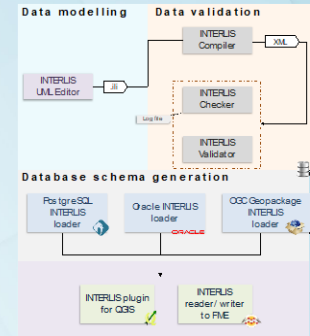 Data modelling
Data validation
INTERLIS
Compiler
XML
INTERLIS
UML Editor
.ili
INTERLIS
Checker
Log file
INTERLIS
Validator
Database schema generation
PostgreSQL
INTERLIS
loader
Oracle INTERLIS
loader
ORACLE
OGC Geopackage
INTERLIS
loader
INTERLIS plugin
for QGIS
INTERLIS
reader/ writer
to FME